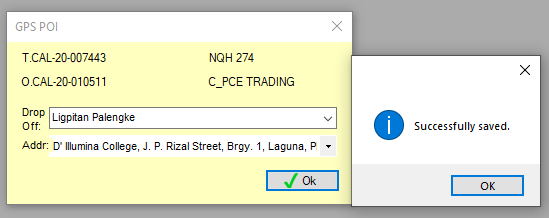 GPS POI
T.CAL-20-007443 NQH 274
O.CAL-20-010511 C_PCE TRADING
Drop Off: Ligpitan Palengke
Addr: D' Illumina College, J. P. Rizal Street, Brgy. 1, Laguna, P
Ok
Successfully saved.
OK